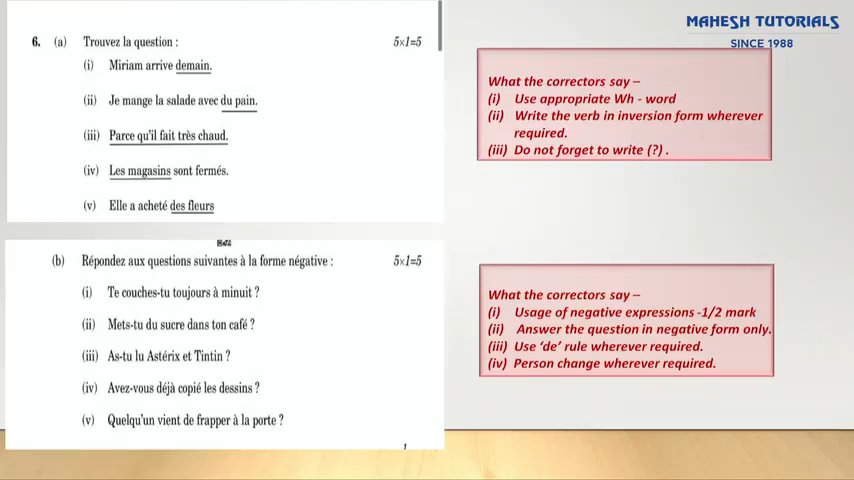 MAHESH TUTORIALS
SINCE 1988
6. (a) Trouvez la question : 5×1=5
(i) Miriam arrive demain.
(ii) Je mange la salade avec du pain.
(iii) Parce qu'il fait très chaud.
(iv) Les magasins sont fermés.
(v) Elle a acheté des fleurs
What the correctors say –
(i) Use appropriate Wh - word
(ii) Write the verb in inversion form wherever
required.
(iii) Do not forget to write (?) .
(b) Répondez aux questions suivantes à la forme négative : 5×1=5
(i) Te couches-tu toujours à minuit ?
(ii) Mets-tu du sucre dans ton café ?
(iii) As-tu lu Astérix et Tintin ?
(iv) Avez-vous déjà copié les dessins ?
(v) Quelqu'un vient de frapper à la porte ?
1
What the correctors say –
(i) Usage of negative expressions -1/2 mark
(ii) Answer the question in negative form only.
(iii) Use ‘de’ rule wherever required.
(iv) Person change wherever required.